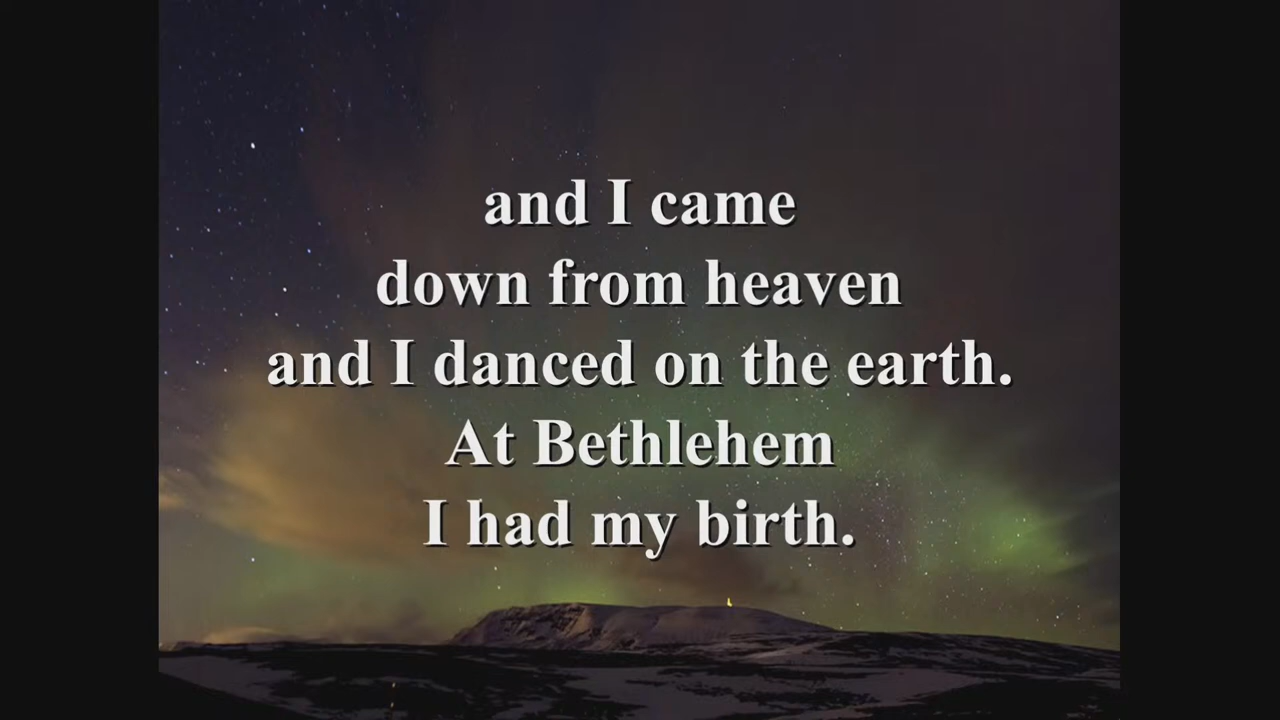 and I came
down from heaven
and I danced on the earth.
At Bethlehem
I had my birth.